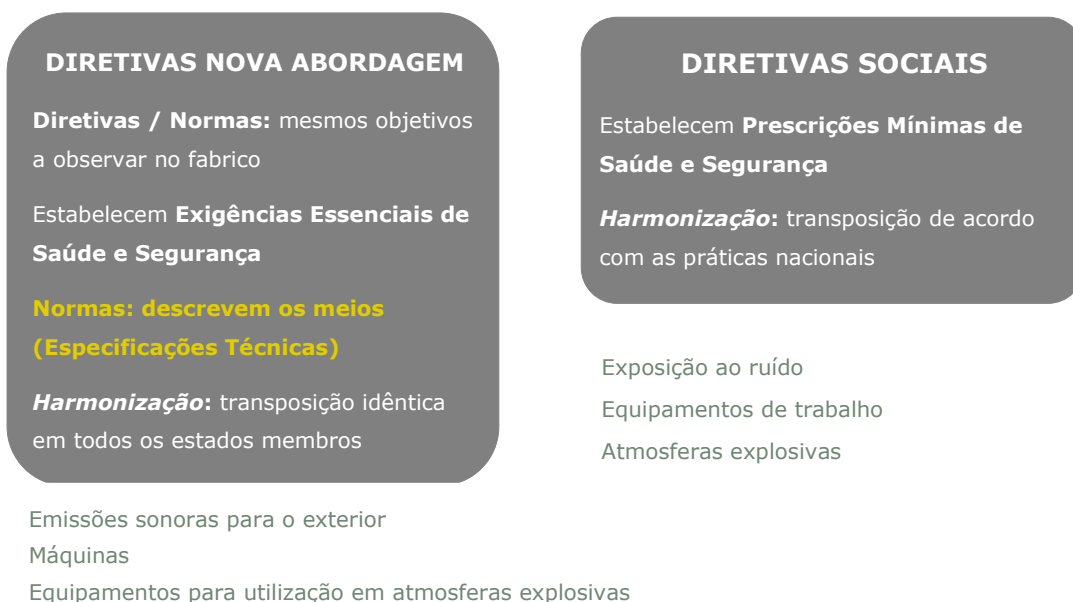 DIRETIVAS NOVA ABORDAGEM
Diretivas / Normas: mesmos objetivos
a observar no fabrico
Estabelecem Exigências Essenciais de
Saúde e Segurança
Normas: descrevem os meios
(Especificações Técnicas)
Harmonização: transposição idêntica
em todos os estados membros
Emissões sonoras para o exterior
Máquinas
Equipamentos para utilização em atmosferas explosivas
DIRETIVAS SOCIAIS
Estabelecem Prescrições Mínimas de
Saúde e Segurança
Harmonização: transposição de acordo
com as práticas nacionais
Exposição ao ruído
Equipamentos de trabalho
Atmosferas explosivas